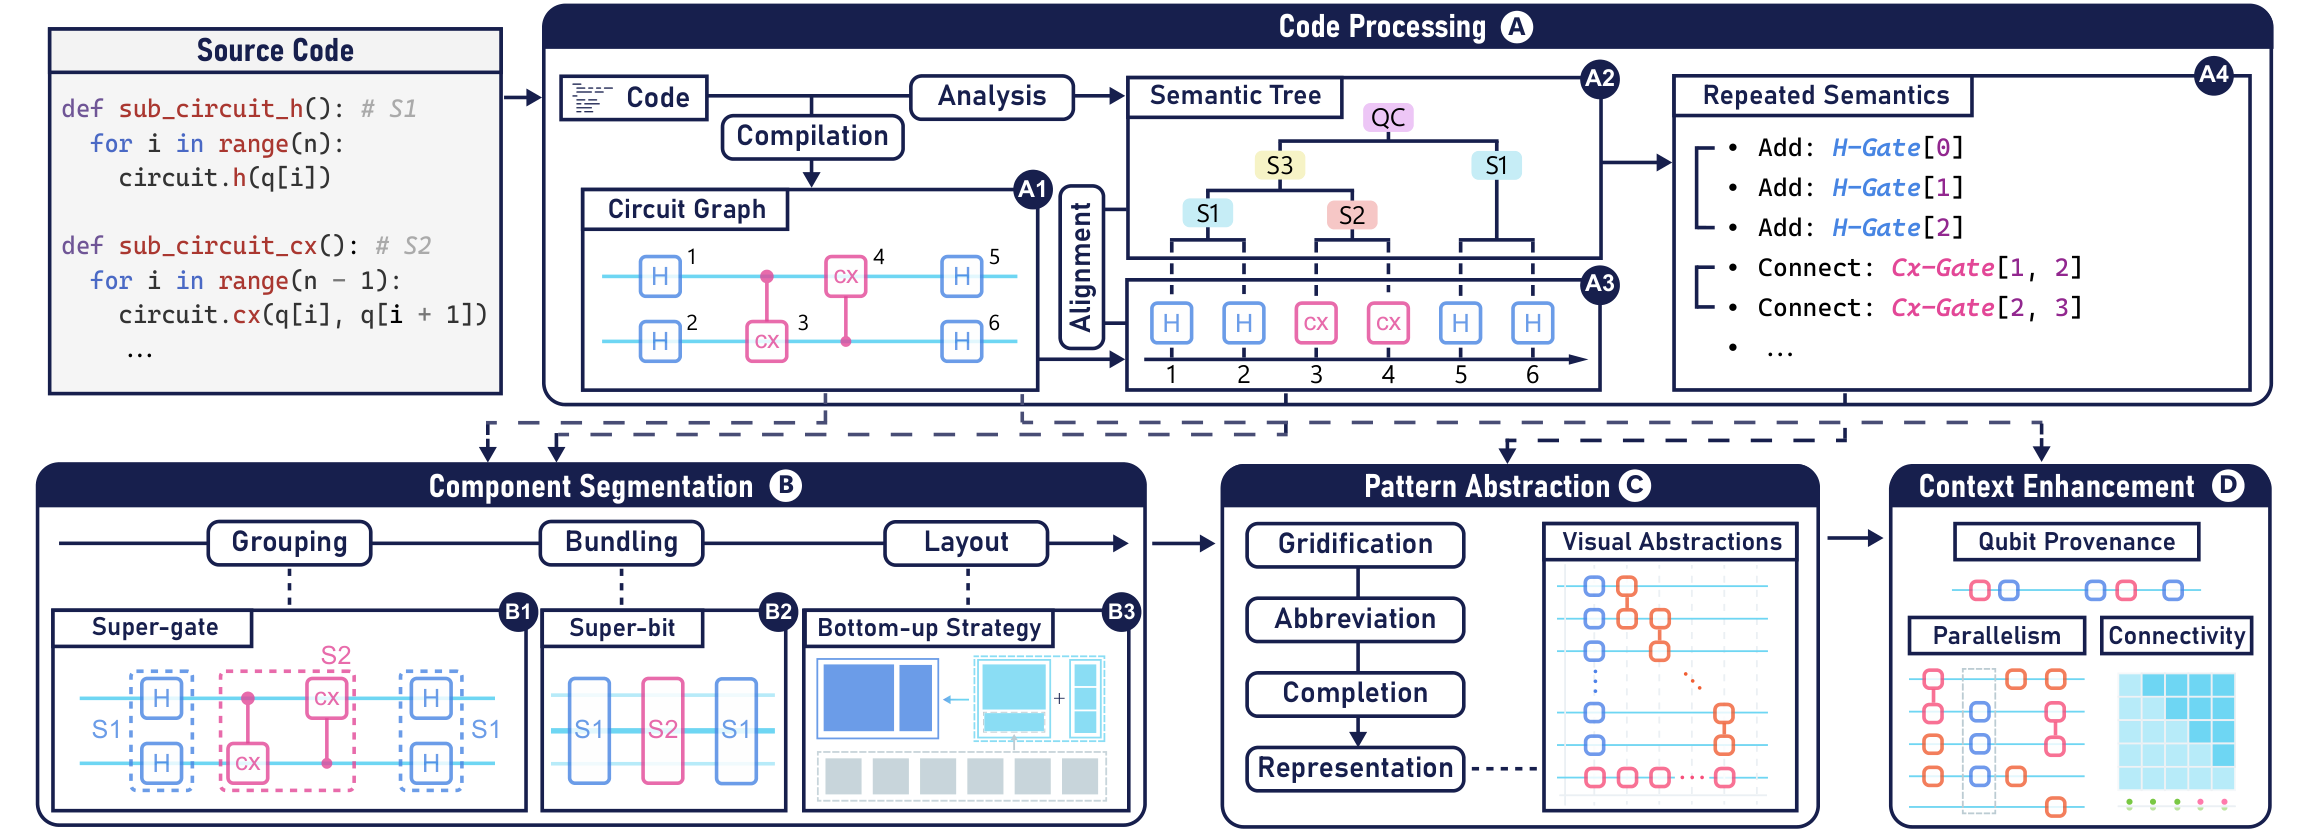 Source Code
def sub_circuit_h(): # S1
for i in range(n):
circuit.h(q[i])
def sub_circuit_cx(): # S2
for i in range(n - 1):
circuit.cx(q[i], q[i + 1])
...
Code Processing A
Code
Analysis
Compilation
Circuit Graph
A1
H 1
cx 4
H 5
H 2
cx 3
H 6
Alignment
Semantic Tree
A2
QC
S3 S1
S1 S2
A3
H H cx cx H H
1 2 3 4 5 6
Repeated Semantics
A4
• Add: H-Gate[0]
• Add: H-Gate[1]
• Add: H-Gate[2]
• Connect: Cx-Gate[1, 2]
• Connect: Cx-Gate[2, 3]
• ...
Component Segmentation B
Grouping
Bundling
Layout
Super-gate
B1
S2
H cx H
S1 S1
H cx H
Super-bit
B2
S1 S2 S1
Bottom-up Strategy
B3
+
Pattern Abstraction C
Gridification
Abbreviation
Completion
Representation
Visual Abstractions
Context Enhancement D
Qubit Provenance
Parallelism
Connectivity